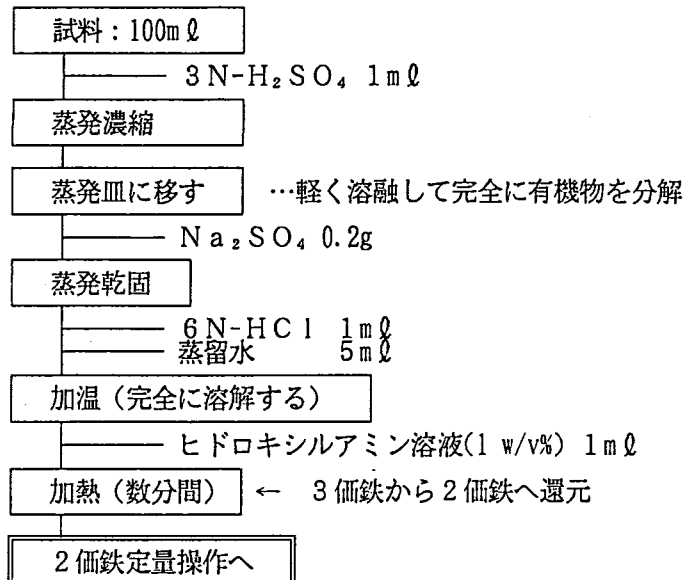 試料：100mℓ
3N-H₂SO₄ 1mℓ
蒸発濃縮
蒸発皿に移す …軽く溶融して完全に有機物を分解
Na₂SO₄ 0.2g
蒸発乾固
6N-HCl 1mℓ
蒸留水 5mℓ
加温（完全に溶解する）
ヒドロキシルアミン溶液(1 w/v%) 1mℓ
加熱（数分間） ← 3価鉄から2価鉄へ還元
2価鉄定量操作へ